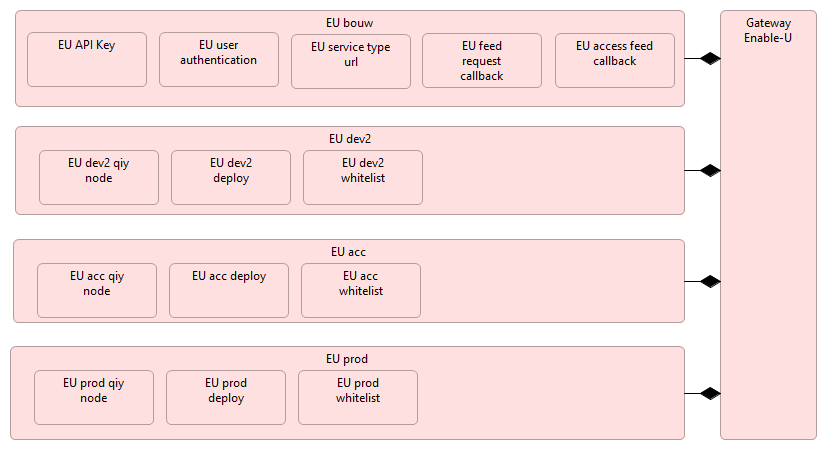 EU bouw
EU API Key
EU user
authentication
EU service type
url
EU feed
request
callback
EU access feed
callback
Gateway
Enable-U
EU dev2
EU dev2 qiy
node
EU dev2
deploy
EU dev2
whitelist
EU acc
EU acc qiy
node
EU acc deploy
EU acc
whitelist
EU prod
EU prod qiy
node
EU prod
deploy
EU prod
whitelist